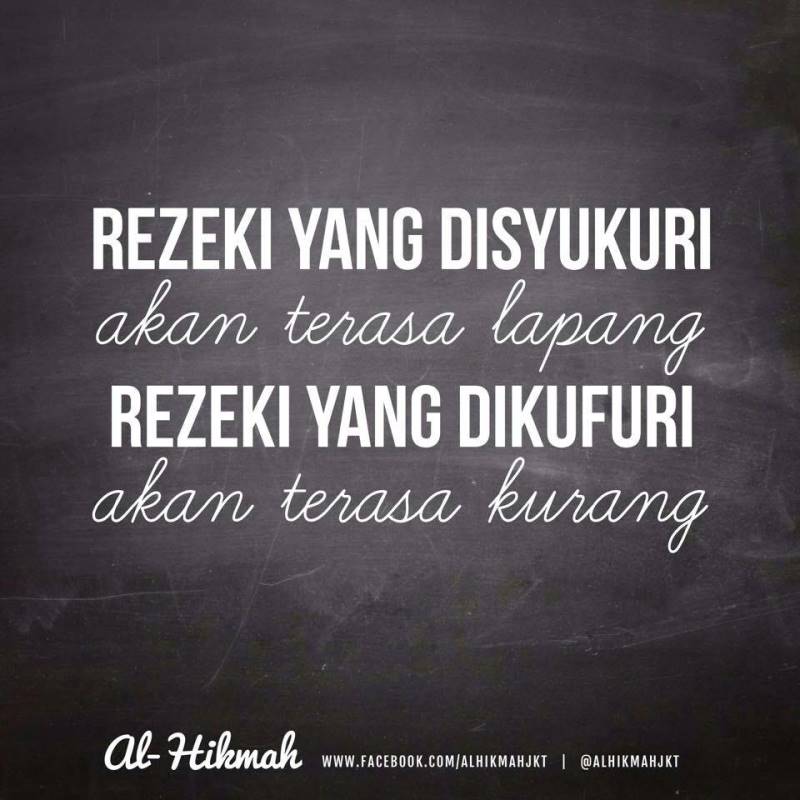 REZEKI YANG DISYUKURI
akan terasa lapang
REZEKI YANG DIKUFURI
akan terasa kurang
Al-Hikmah WWW.FACEBOOK.COM/ALHIKMAHJKT | @ALHIKMAHJKT